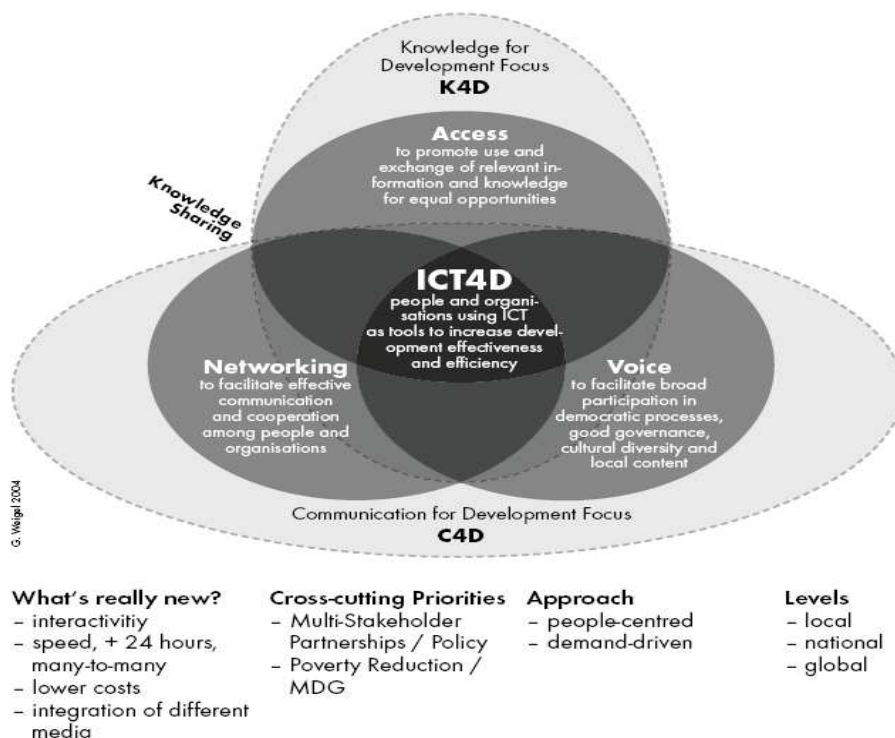 Knowledge for
Development Focus
K4D
Access
to promote use and
exchange of relevant in-
formation and knowledge
for equal opportunities
Knowledge
Sharing
ICT4D
people and organi-
sations using ICT
as tools to increase devel-
opment effectiveness
and efficiency
Networking
to facilitate effective
communication
and cooperation
among people and
organisations
Voice
to facilitate broad
participation in
democratic processes,
good governance,
cultural diversity and
local content
G. Weigel 2004
Communication for Development Focus
C4D
What's really new?
– interactivitiy
– speed, + 24 hours,
many-to-many
– lower costs
– integration of different
media
Cross-cutting Priorities
– Multi-Stakeholder
Partnerships / Policy
– Poverty Reduction /
MDG
Approach
– people-centred
– demand-driven
Levels
– local
– national
– global